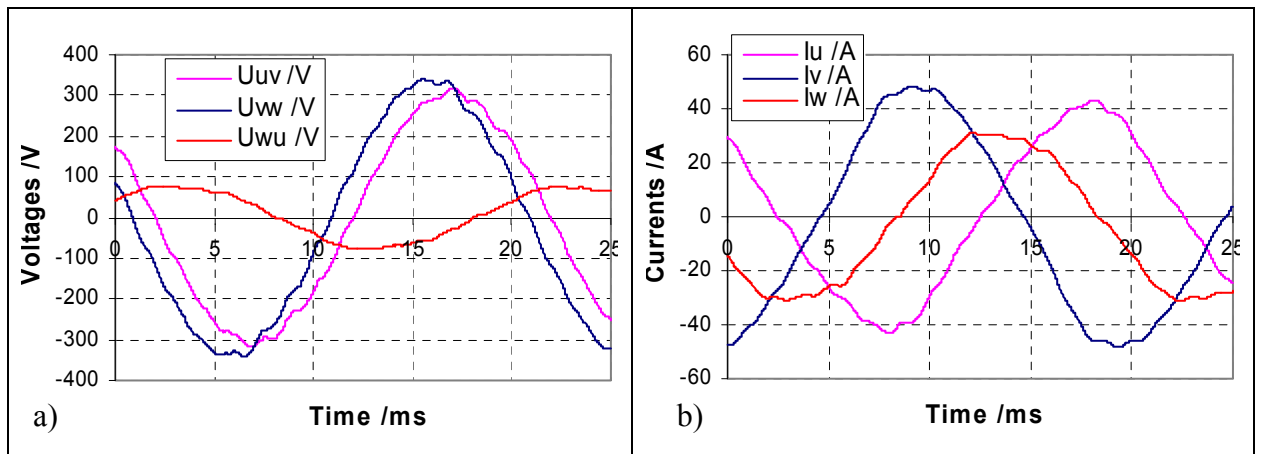 400
300
200
100
0
-100
-200
-300
-400
Voltages /V
Uuv /V
Uvw /V
Uwu /V
0 5 10 15 20 25
Time /ms
a)
60
40
20
0
-20
-40
-60
Currents /A
Iu /A
Iv /A
Iw /A
0 5 10 15 20 25
Time /ms
b)